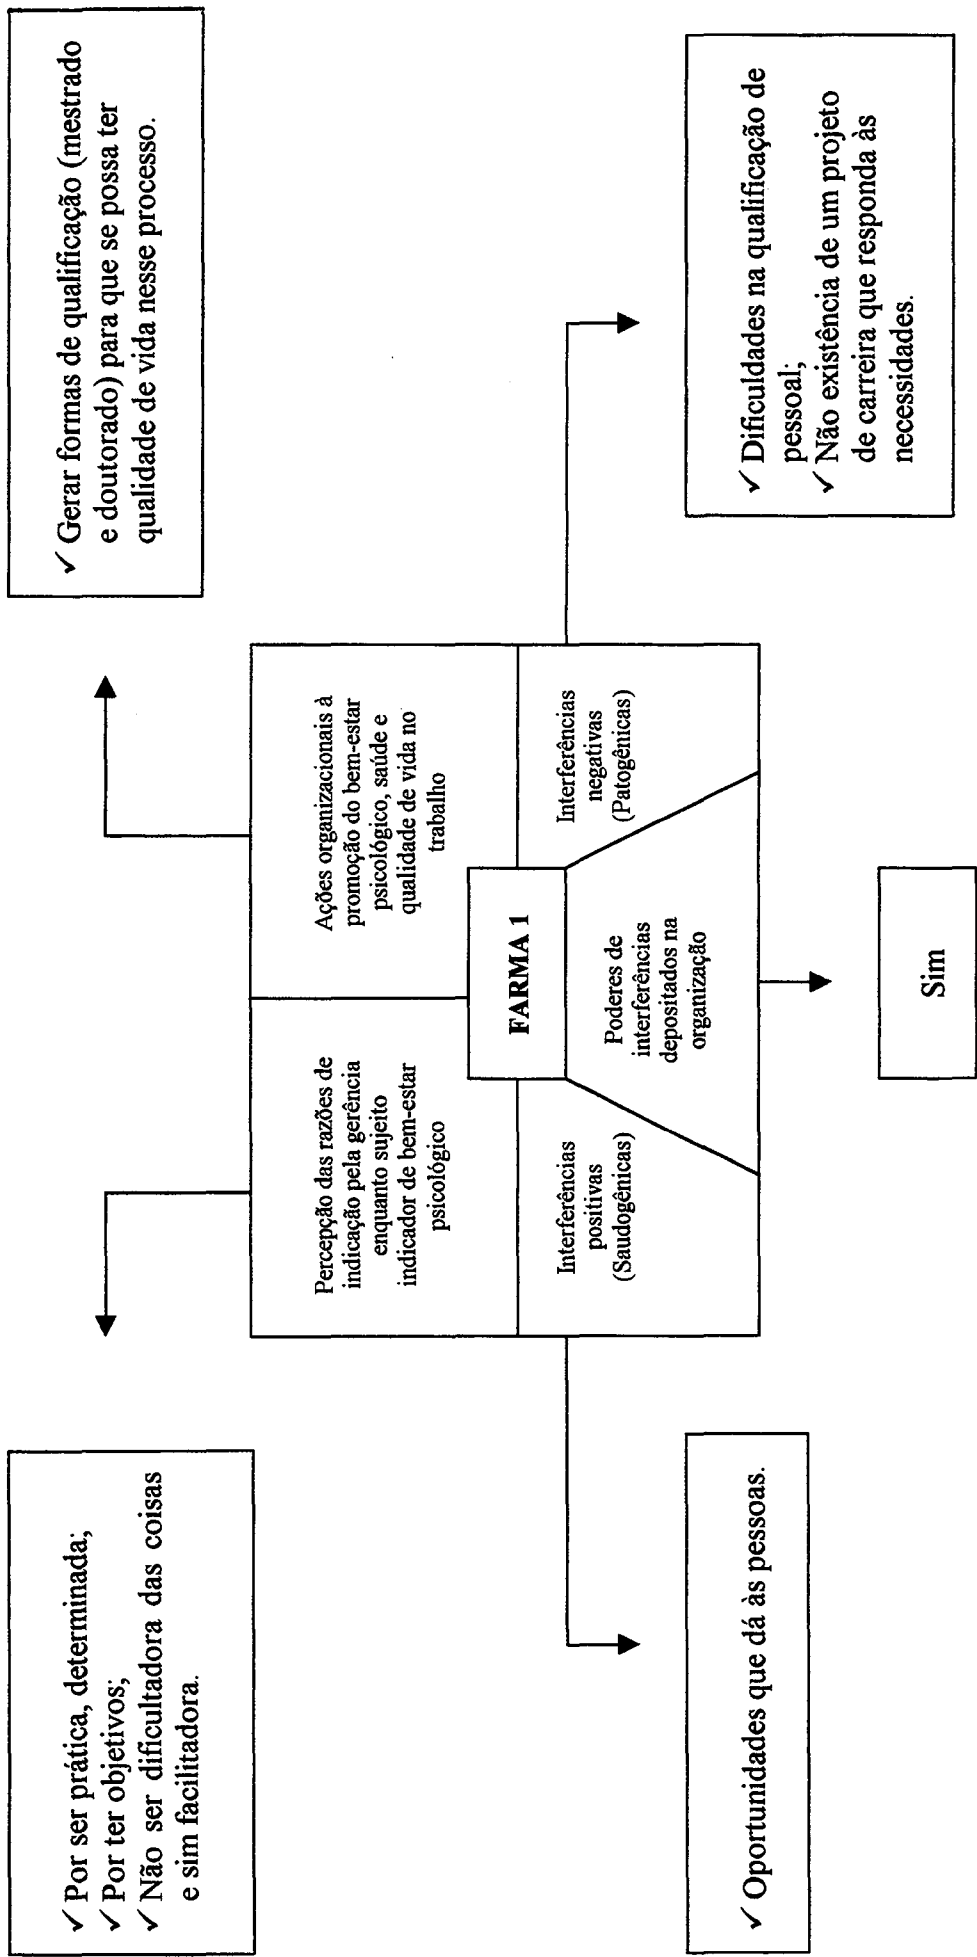 ✓ Por ser prática, determinada;
✓ Por ter objetivos;
✓ Não ser dificultadora das coisas
e sim facilitadora.
✓ Gerar formas de qualificação (mestrado
e doutorado) para que se possa ter
qualidade de vida nesse processo.
Percepção das razões de
indicação pela gerência
enquanto sujeito
indicador de bem-estar
psicológico
Ações organizacionais à
promoção do bem-estar
psicológico, saúde e
qualidade de vida no
trabalho
FARMA 1
Interferências
positivas
(Saudogênicas)
Poderes de
interferências
depositados na
organização
Interferências
negativas
(Patogênicas)
✓ Oportunidades que dá às pessoas.
Sim
✓ Dificuldades na qualificação de
pessoal;
✓ Não existência de um projeto
de carreira que responda às
necessidades.